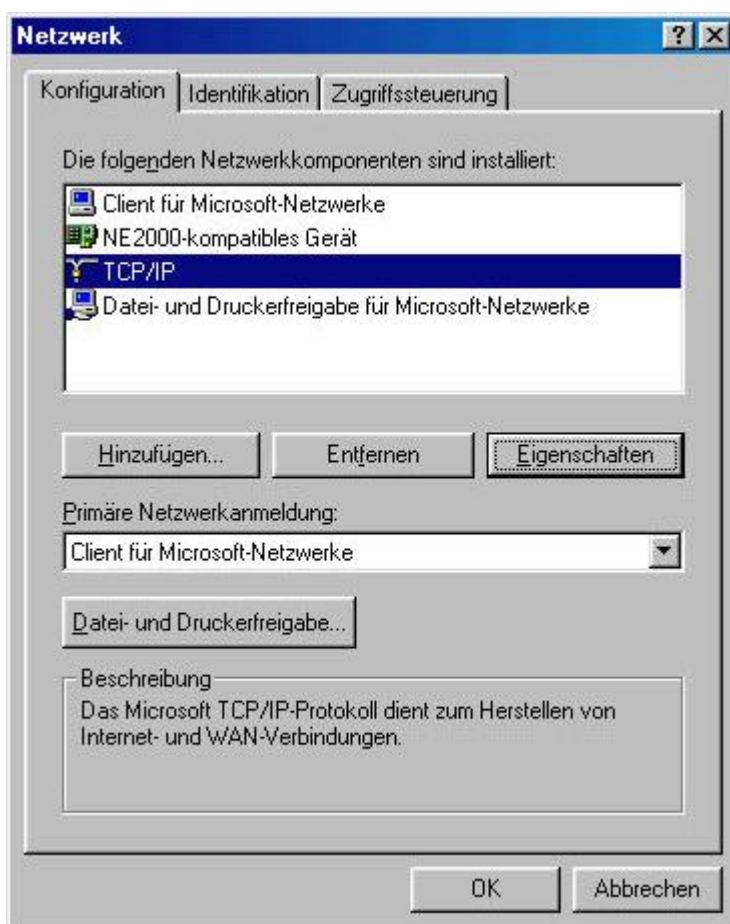 Netzwerk
Konfiguration Identifikation Zugriffssteuerung
Die folgenden Netzwerkkomponenten sind installiert:
Client für Microsoft-Netzwerke
NE2000-kompatibles Gerät
TCP/IP
Datei- und Druckerfreigabe für Microsoft-Netzwerke
Hinzufügen... Entfernen Eigenschaften
Primäre Netzwerkanmeldung:
Client für Microsoft-Netzwerke
Datei- und Druckerfreigabe...
Beschreibung
Das Microsoft TCP/IP-Protokoll dient zum Herstellen von
Internet- und WAN-Verbindungen.
OK Abbrechen